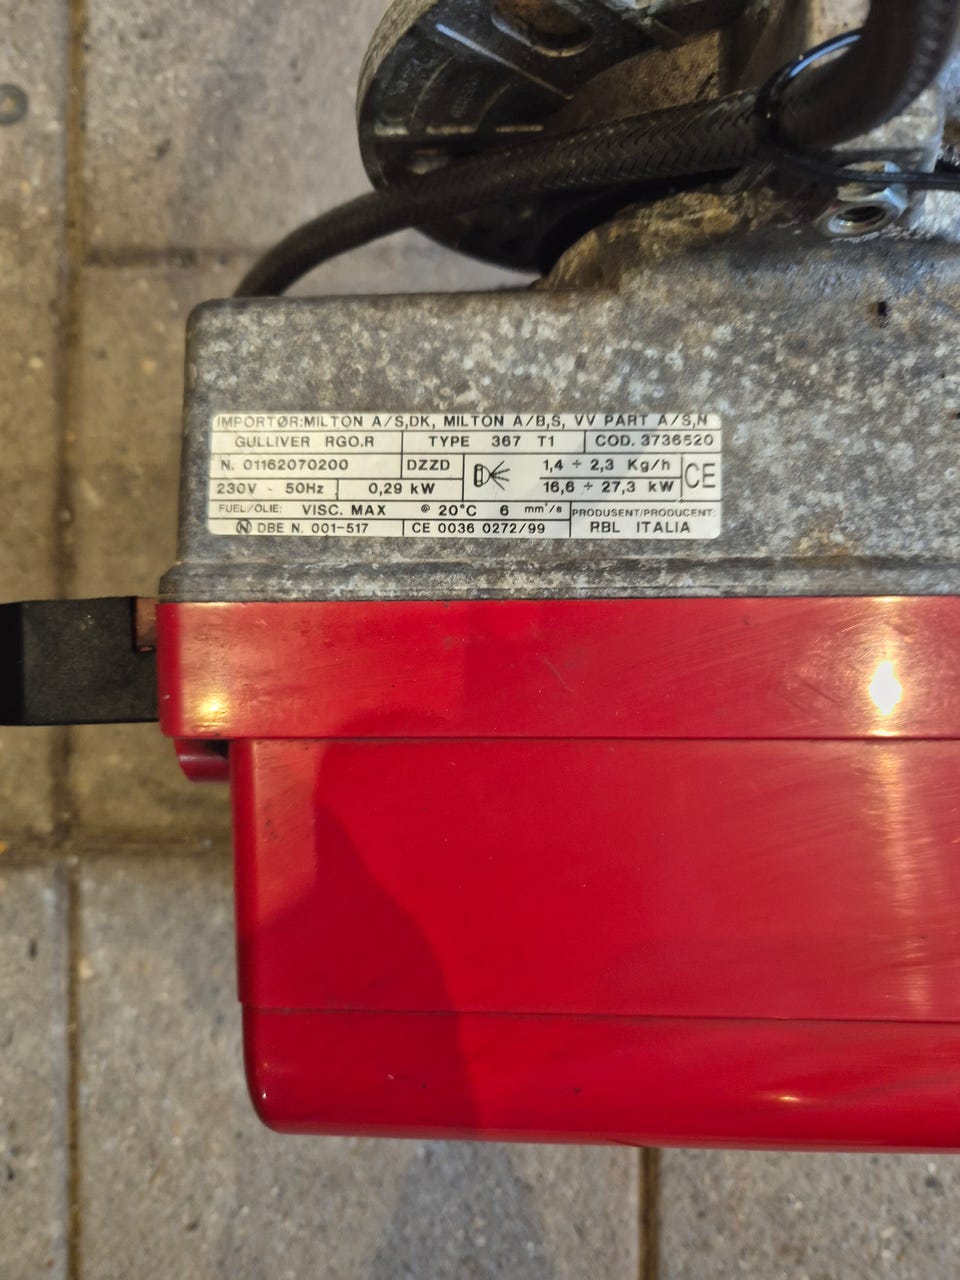 IMPORTØR:MILTON A/S,DK, MILTON A/B,S, VV PART A/S,N
GULLIVER RGO.R TYPE 367 T1 COD. 3736520
N. 01162070200 DZZD 1,4 ÷ 2,3 Kg/h CE
230V - 50Hz 0,29 kW 16,6 ÷ 27,3 kW
FUEL/OLIE: VISC. MAX @ 20°C 6 mm²/s PRODUSENT/PRODUCENT:
N DBE N. 001-517 CE 0036 0272/99 RBL ITALIA